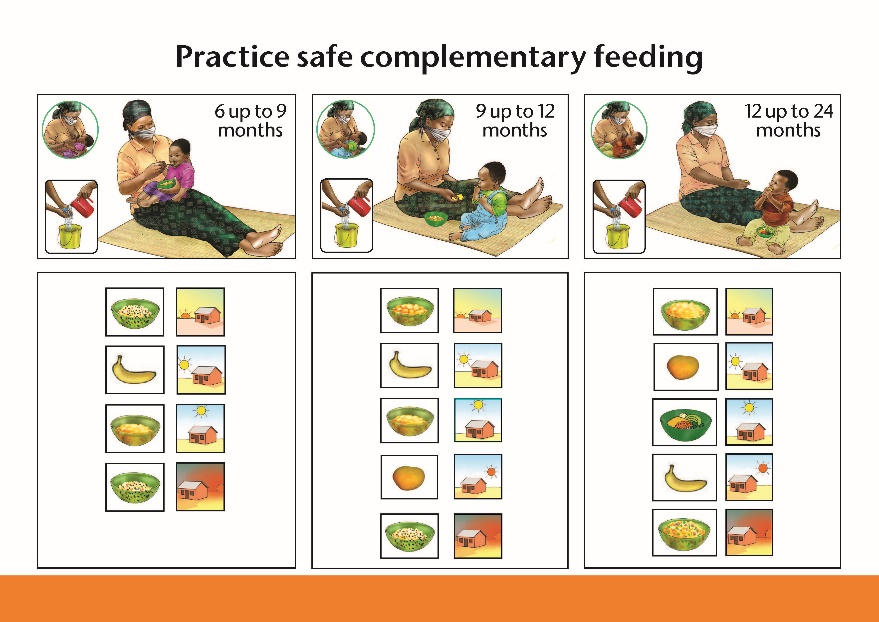 Practice safe complementary feeding
6 up to 9
months
9 up to 12
months
12 up to 24
months